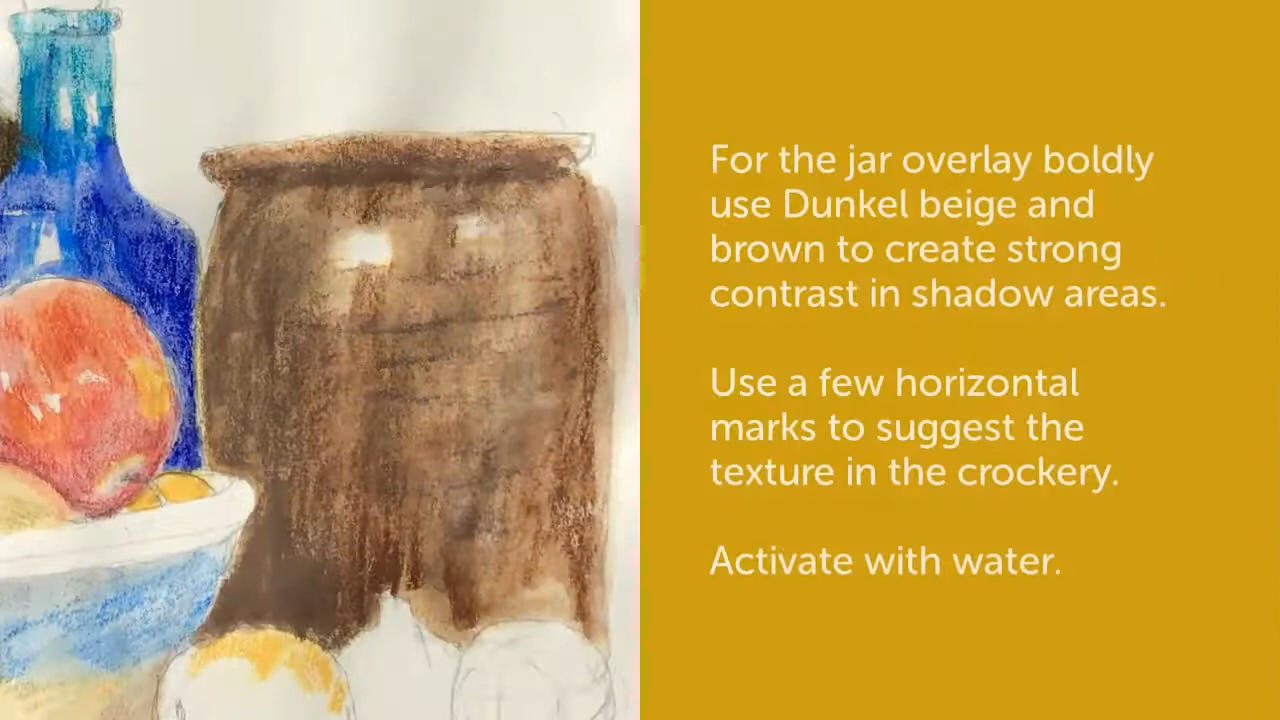 For the jar overlay boldly
use Dunkel beige and
brown to create strong
contrast in shadow areas.
Use a few horizontal
marks to suggest the
texture in the crockery.
Activate with water.